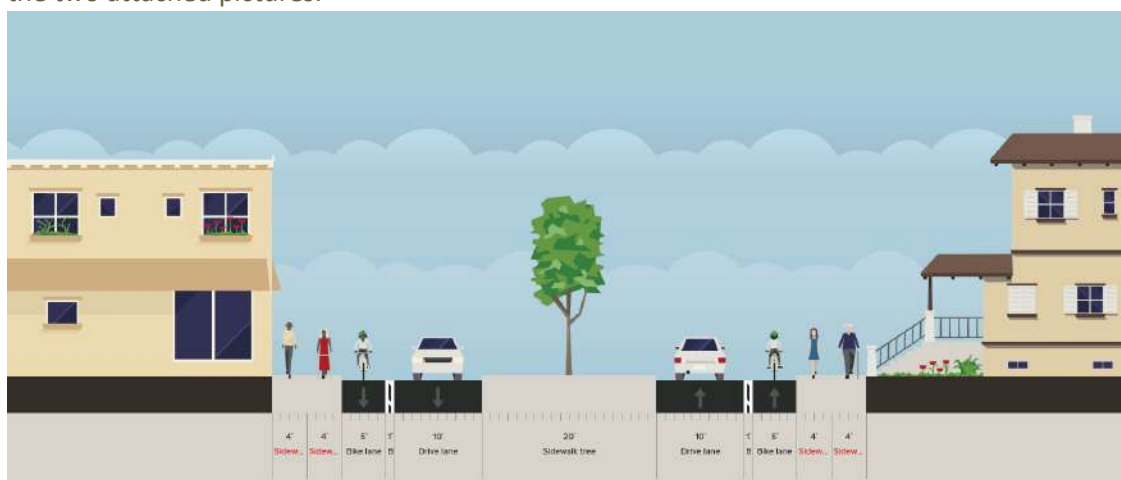 the two attached pictures.
4' 4' 5' 1' 10' 20' 10' 1' 5' 4' 4'
Sidew... Sidew... Bike lane B Drive lane Sidewalk tree Drive lane B Bike lane Sidew... Sidew...